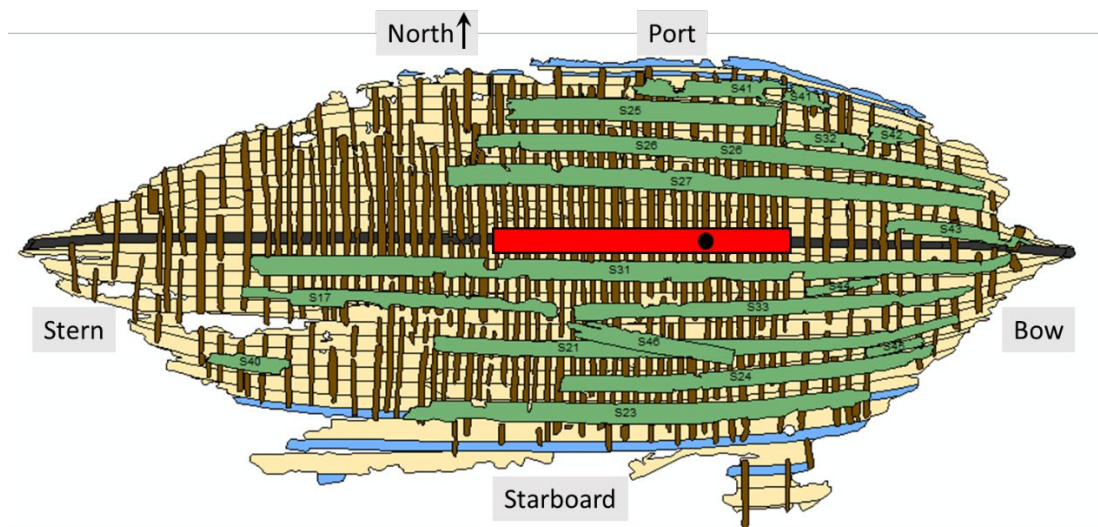 North↑
Port
S41
S41
S25
S42
S32
S26
S26
S27
S43
S31
S17
S33
S46
S21
S40
S24
S23
Stern
Bow
Starboard